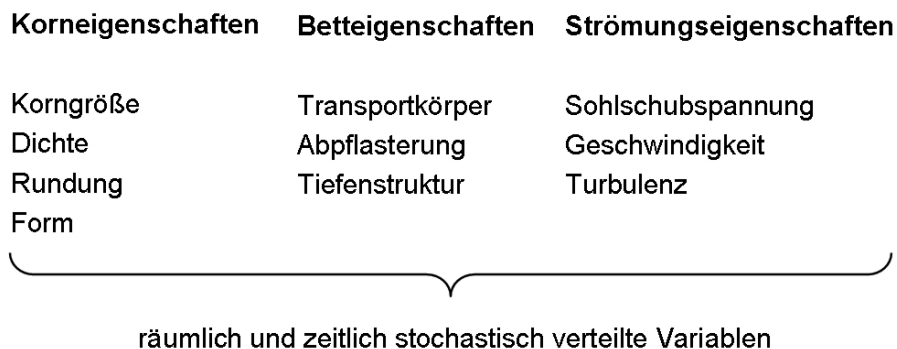 Korneigenschaften Betteigenschaften Strömungseigenschaften
Korngröße Transportkörper Sohlschubspannung
Dichte Abpflasterung Geschwindigkeit
Rundung Tiefenstruktur Turbulenz
Form
räumlich und zeitlich stochastisch verteilte Variablen